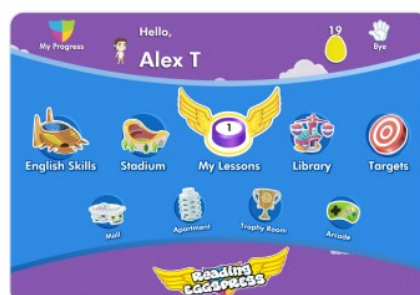 My Progress
Hello,
Alex T
19
Bye
English Skills
Stadium
1
My Lessons
Library
Targets
Mall
Apartment
Trophy Room
Arcade
Reading
EGGSPRESS